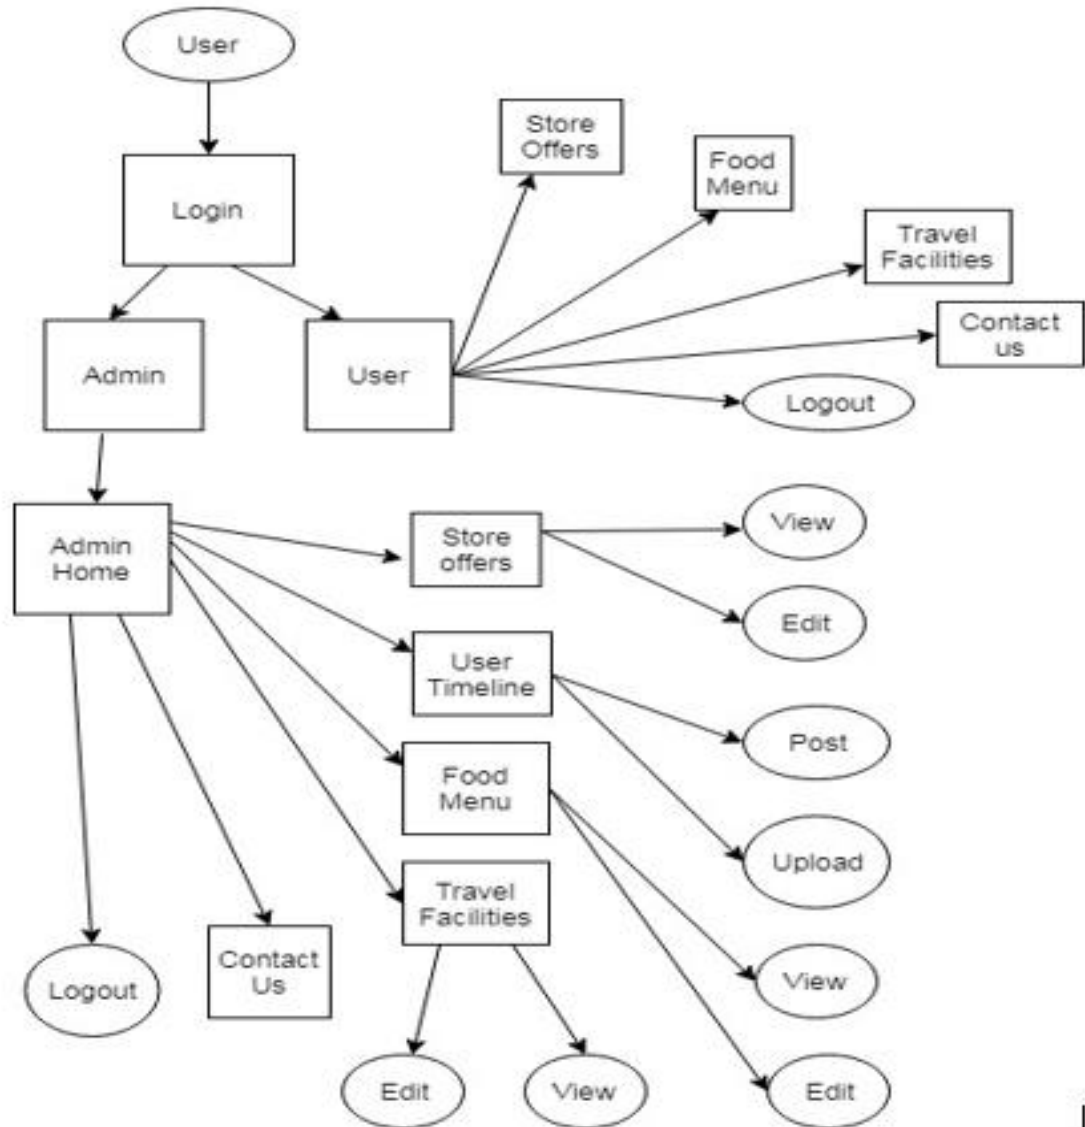 User
Store
Offers
Food
Menu
Login
Travel
Facilities
Contact
us
Admin
User
Logout
Admin
Home
Store
offers
View
Edit
User
Timeline
Post
Food
Menu
Upload
Travel
Facilities
Logout
Contact
Us
View
Edit
View
Edit